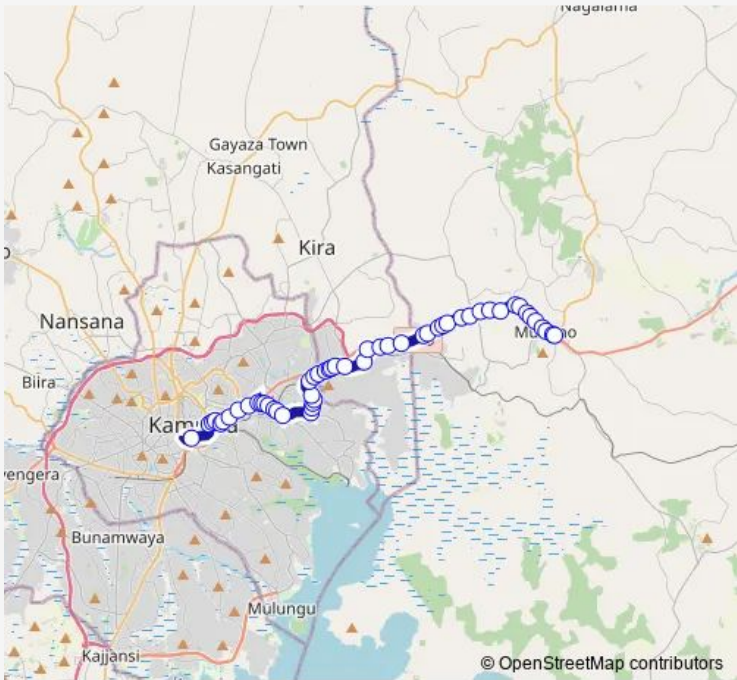 Nagalama
Gayaza Town
Kasangati
Kira
Nansana
Biira
Bunamwaya
Mulungu
Kajjansi
© OpenStreetMap contributors